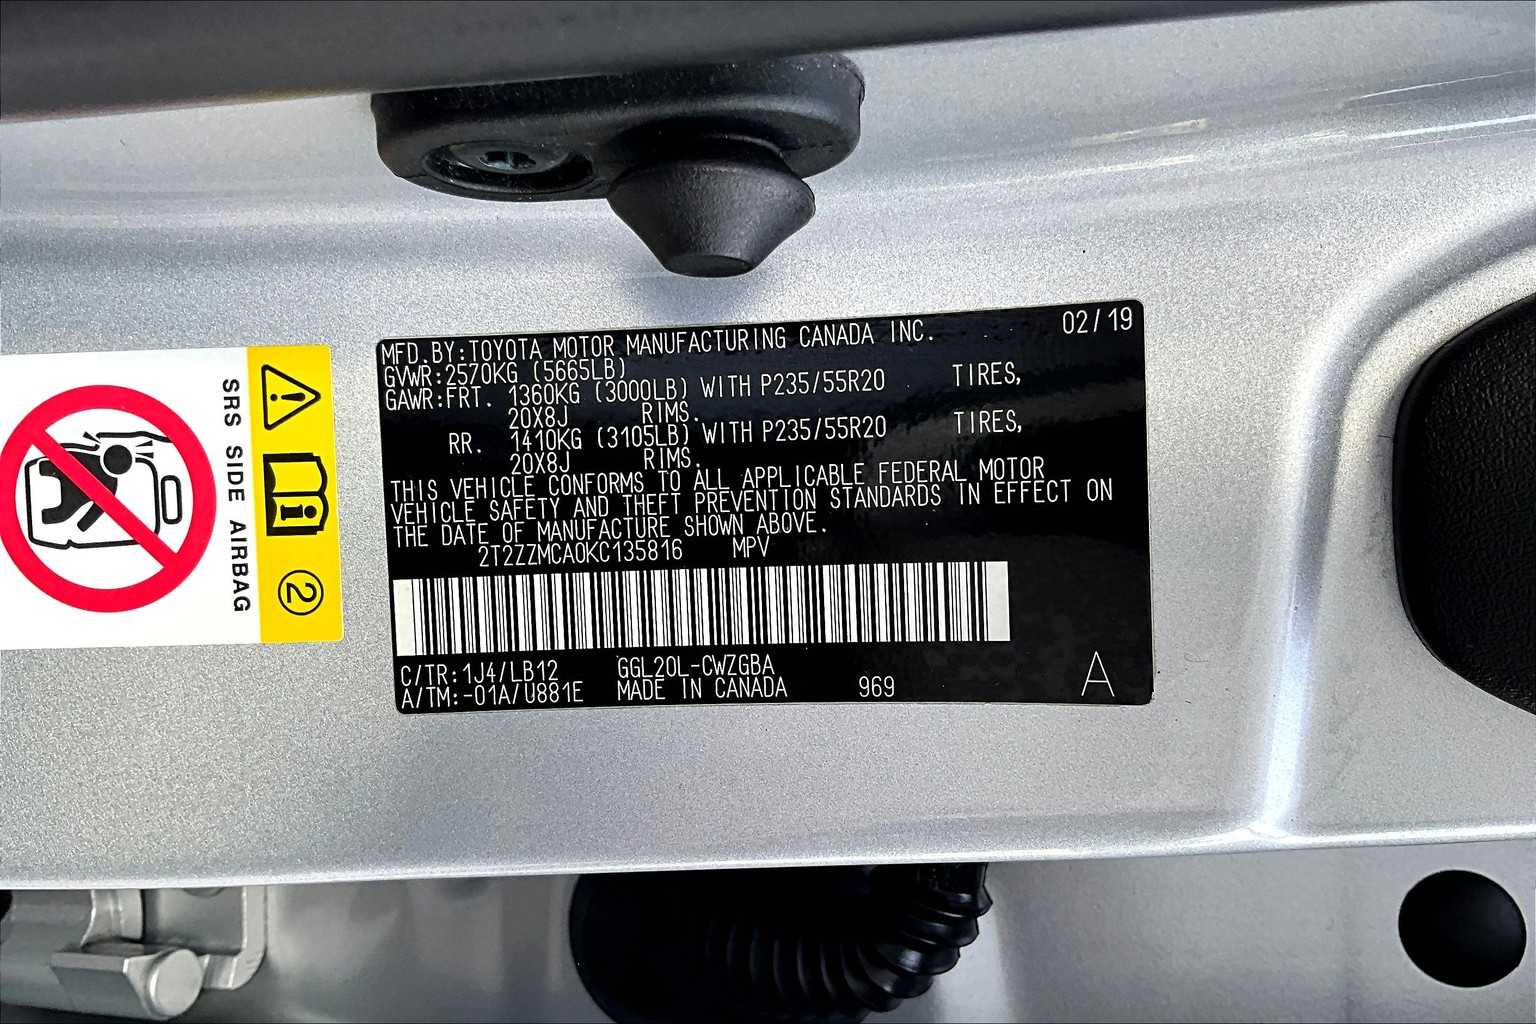 MFD.BY:TOYOTA MOTOR MANUFACTURING CANADA INC. 02/19
GVWR:2570KG (5665LB)
GAWR:FRT. 1360KG (3000LB) WITH P235/55R20 TIRES,
20X8J RIMS.
RR. 1410KG (3105LB) WITH P235/55R20 TIRES,
20X8J RIMS.
THIS VEHICLE CONFORMS TO ALL APPLICABLE FEDERAL MOTOR
VEHICLE SAFETY AND THEFT PREVENTION STANDARDS IN EFFECT ON
THE DATE OF MANUFACTURE SHOWN ABOVE.
2T2ZZMCA0KC135816 MPV
C/TR:1J4/LB12 GGL20L-CWZGBA
A/TM:-01A/U881E MADE IN CANADA 969 A
SRS SIDE AIRBAG
2